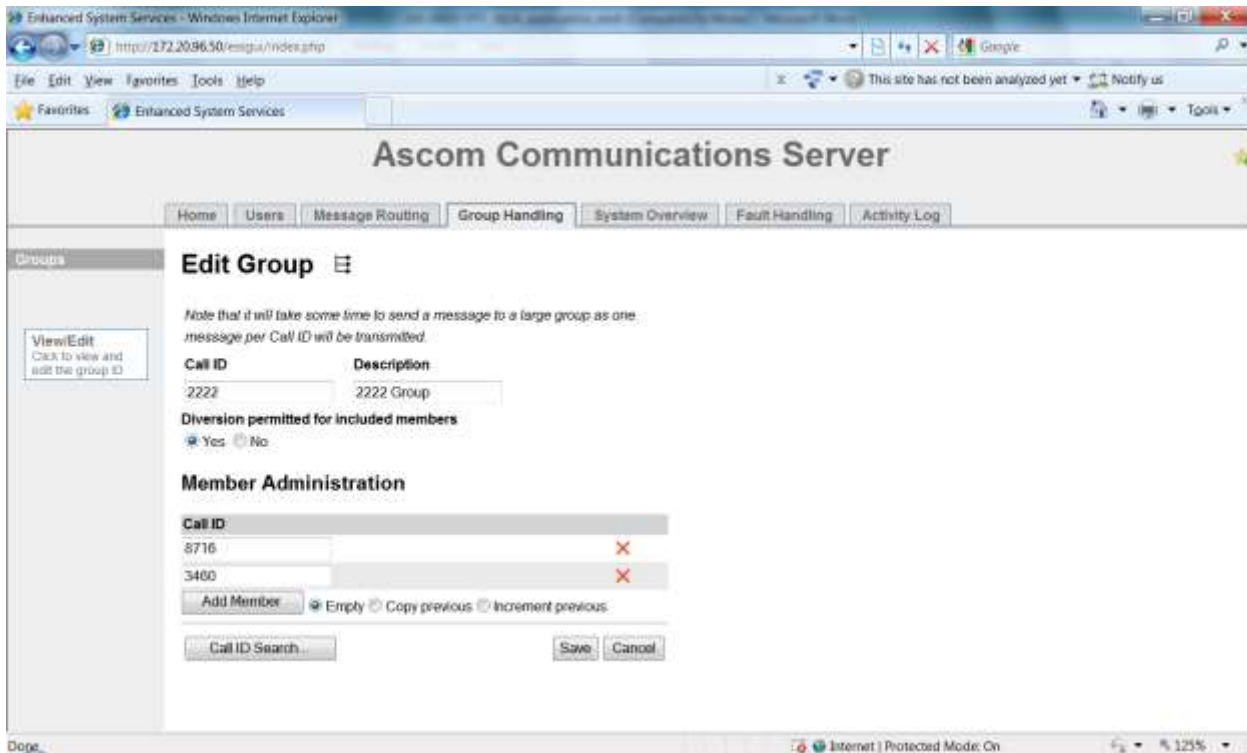 Enhanced System Services - Windows Internet Explorer
http://172.20.96.50/essgui/index.php
Google
File Edit View Favorites Tools Help
x This site has not been analyzed yet Notify us
Favorites Enhanced System Services
Tools
Ascom Communications Server
Home Users Message Routing Group Handling System Overview Fault Handling Activity Log
Groups
Edit Group
Note that it will take some time to send a message to a large group as one
message per Call ID will be transmitted.
View/Edit
Click to view and
edit the group ID
Call ID Description
2222 2222 Group
Diversion permitted for included members
Yes No
Member Administration
Call ID
8716
3460
Add Member Empty Copy previous Increment previous
Call ID Search... Save Cancel
Done
Internet | Protected Mode: On
125%